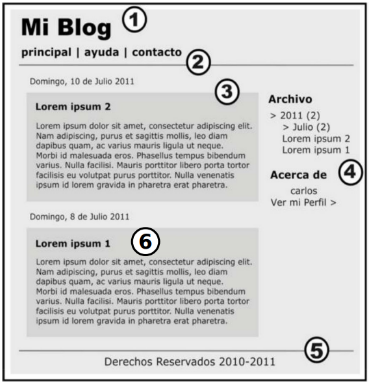 Mi Blog 1
principal | ayuda | contacto
2
Domingo, 10 de Julio 2011
3
Lorem ipsum 2
Lorem ipsum dolor sit amet, consectetur adipiscing elit.
Nam adipiscing, purus et sagittis mollis, leo diam
dapibus quam, ac varius mauris ligula ut neque.
Morbi id malesuada eros. Phasellus tempus bibendum
varius. Nulla facilisi. Mauris porttitor libero porta tortor
facilisis eu volutpat purus tincidunt. Nulla venenatis
ipsum id lorem gravida in pharetra erat pharetra.
Domingo, 8 de Julio 2011
Lorem ipsum 1 6
Lorem ipsum dolor sit amet, consectetur adipiscing elit.
Nam adipiscing, purus et sagittis mollis, leo diam
dapibus quam, ac varius mauris ligula ut neque.
Morbi id malesuada eros. Phasellus tempus bibendum
varius. Nulla facilisi. Mauris porttitor libero porta tortor
facilisis eu volutpat purus tincidunt. Nulla venenatis
ipsum id lorem gravida in pharetra erat pharetra.
Archivo
> 2011 (2)
> Julio (2)
Lorem ipsum 2
Lorem ipsum 1
Acerca de 4
carlos
Ver mi Perfil >
5
Derechos Reservados 2010-2011